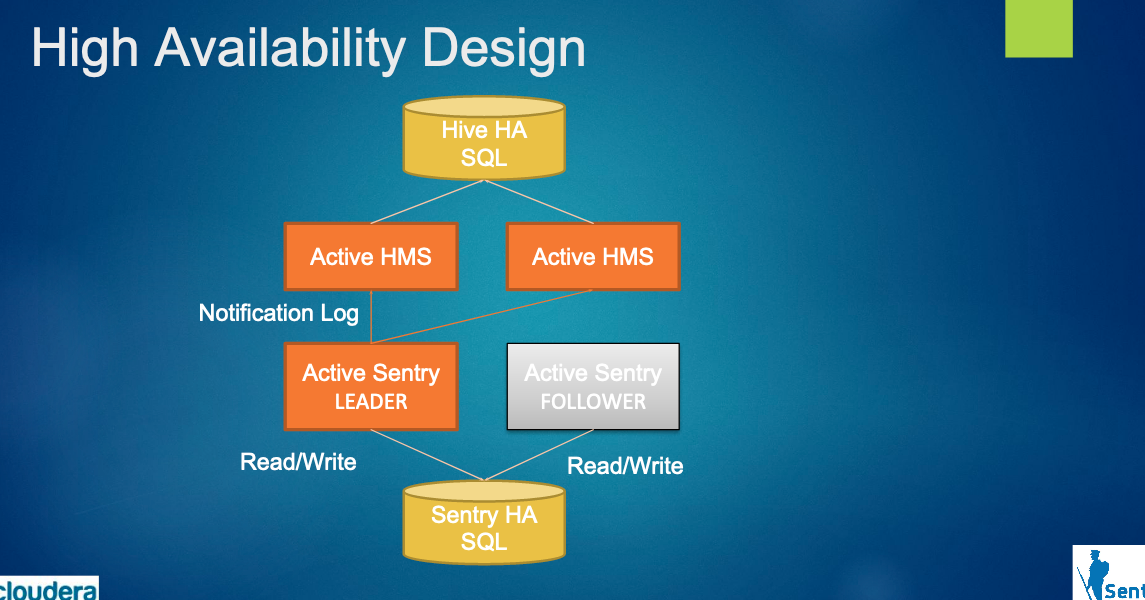 High Availability Design
Hive HA
SQL
Active HMS
Active HMS
Notification Log
Active Sentry
LEADER
Active Sentry
FOLLOWER
Read/Write
Read/Write
Sentry HA
SQL
cloudera
Sent